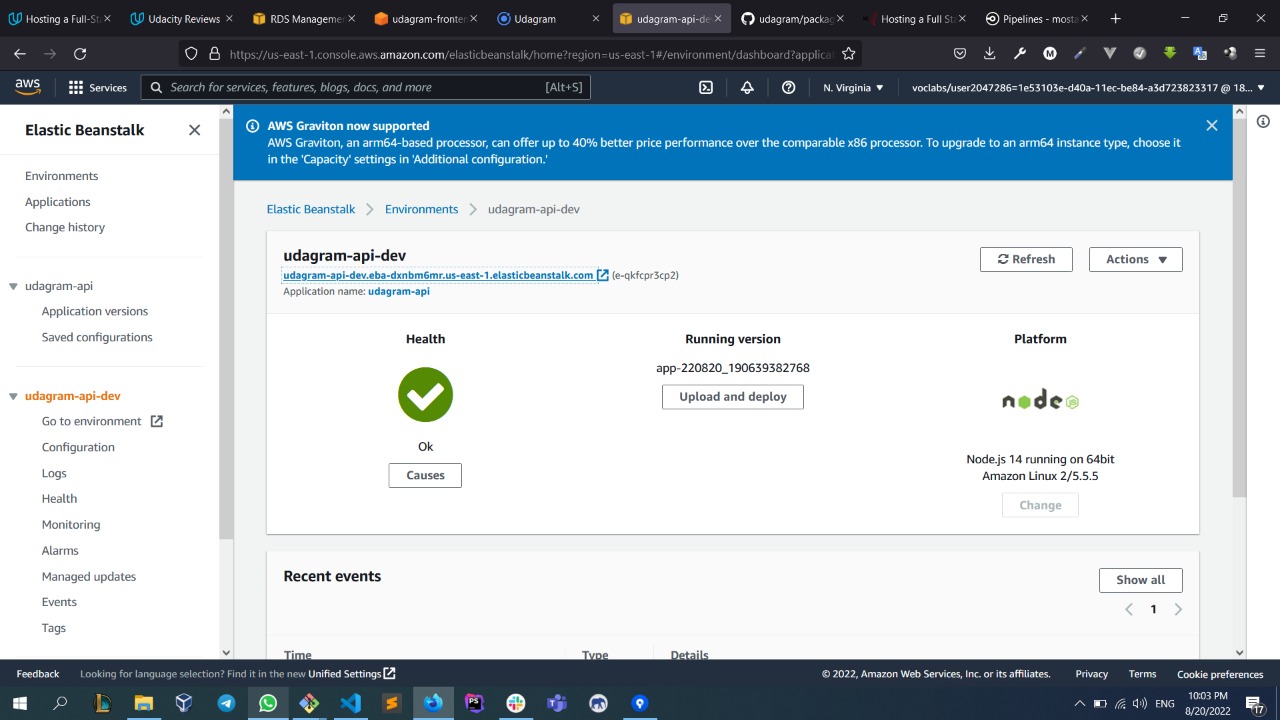 Hosting a Full-St
Udacity Reviews
RDS Managemen
udagram-fronten
Udagram
udagram-api-de
udagram/packag
Hosting a Full Sta
Pipelines - mosta
https://us-east-1.console.aws.amazon.com/elasticbeanstalk/home?region=us-east-1#/environment/dashboard?applicat
aws
Services
Search for services, features, blogs, docs, and more
[Alt+S]
N. Virginia
voclabs/user2047286=1e53103e-d40a-11ec-be84-a3d723823317 @ 18...
Elastic Beanstalk
Environments
Applications
Change history
udagram-api
Application versions
Saved configurations
udagram-api-dev
Go to environment
Configuration
Logs
Health
Monitoring
Alarms
Managed updates
Events
Tags
AWS Graviton now supported
AWS Graviton, an arm64-based processor, can offer up to 40% better price performance over the comparable x86 processor. To upgrade to an arm64 instance type, choose it
in the 'Capacity' settings in 'Additional configuration.'
Elastic Beanstalk
Environments
udagram-api-dev
udagram-api-dev
udagram-api-dev.eba-dxnbm6mr.us-east-1.elasticbeanstalk.com (e-qkfcpr3cp2)
Application name: udagram-api
Refresh
Actions
Health
Ok
Causes
Running version
app-220820_190639382768
Upload and deploy
Platform
node
JS
Node.js 14 running on 64bit
Amazon Linux 2/5.5.5
Change
Recent events
Show all
1
Time
Type
Details
Feedback
Looking for language selection? Find it in the new Unified Settings
© 2022, Amazon Web Services, Inc. or its affiliates.
Privacy
Terms
Cookie preferences
ENG
10:03 PM
8/20/2022
17